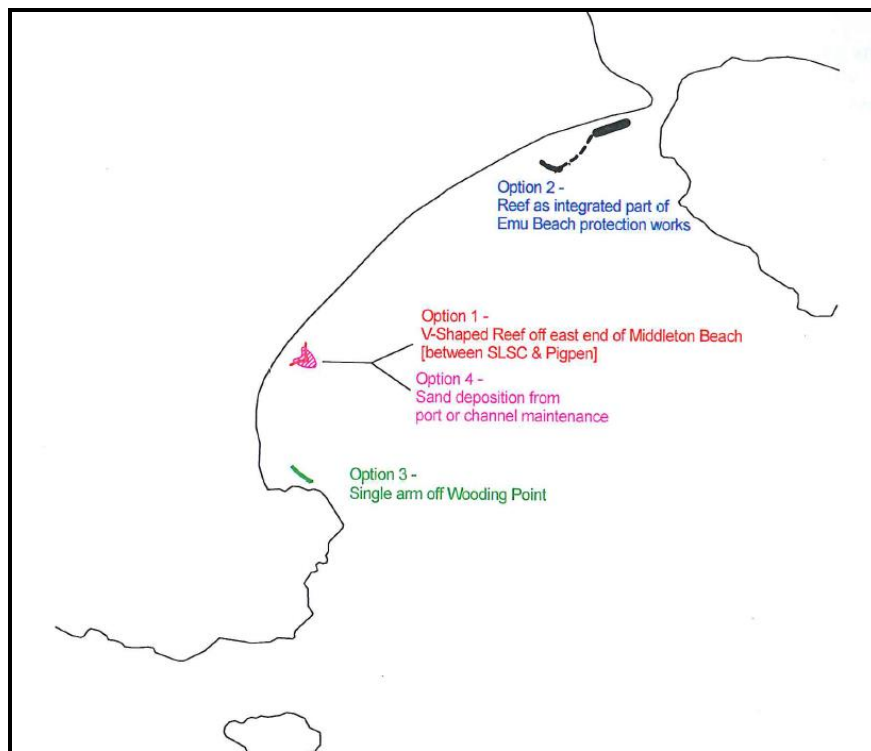 Option 2 -
Reef as integrated part of
Emu Beach protection works
Option 1 -
V-Shaped Reef off east end of Middleton Beach
[between SLSC & Pigpen]
Option 4 -
Sand deposition from
port or channel maintenance
Option 3 -
Single arm off Wooding Point